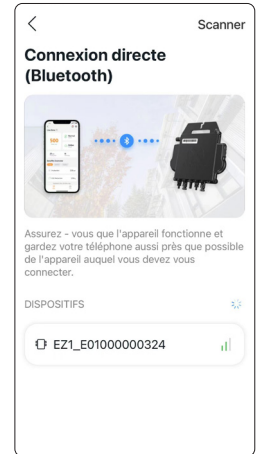 Scanner
Connexion directe
(Bluetooth)
Assurez - vous que l'appareil fonctionne et
gardez votre téléphone aussi près que possible
de l'appareil auquel vous devez vous
connecter.
DISPOSITIFS
EZ1_E01000000324